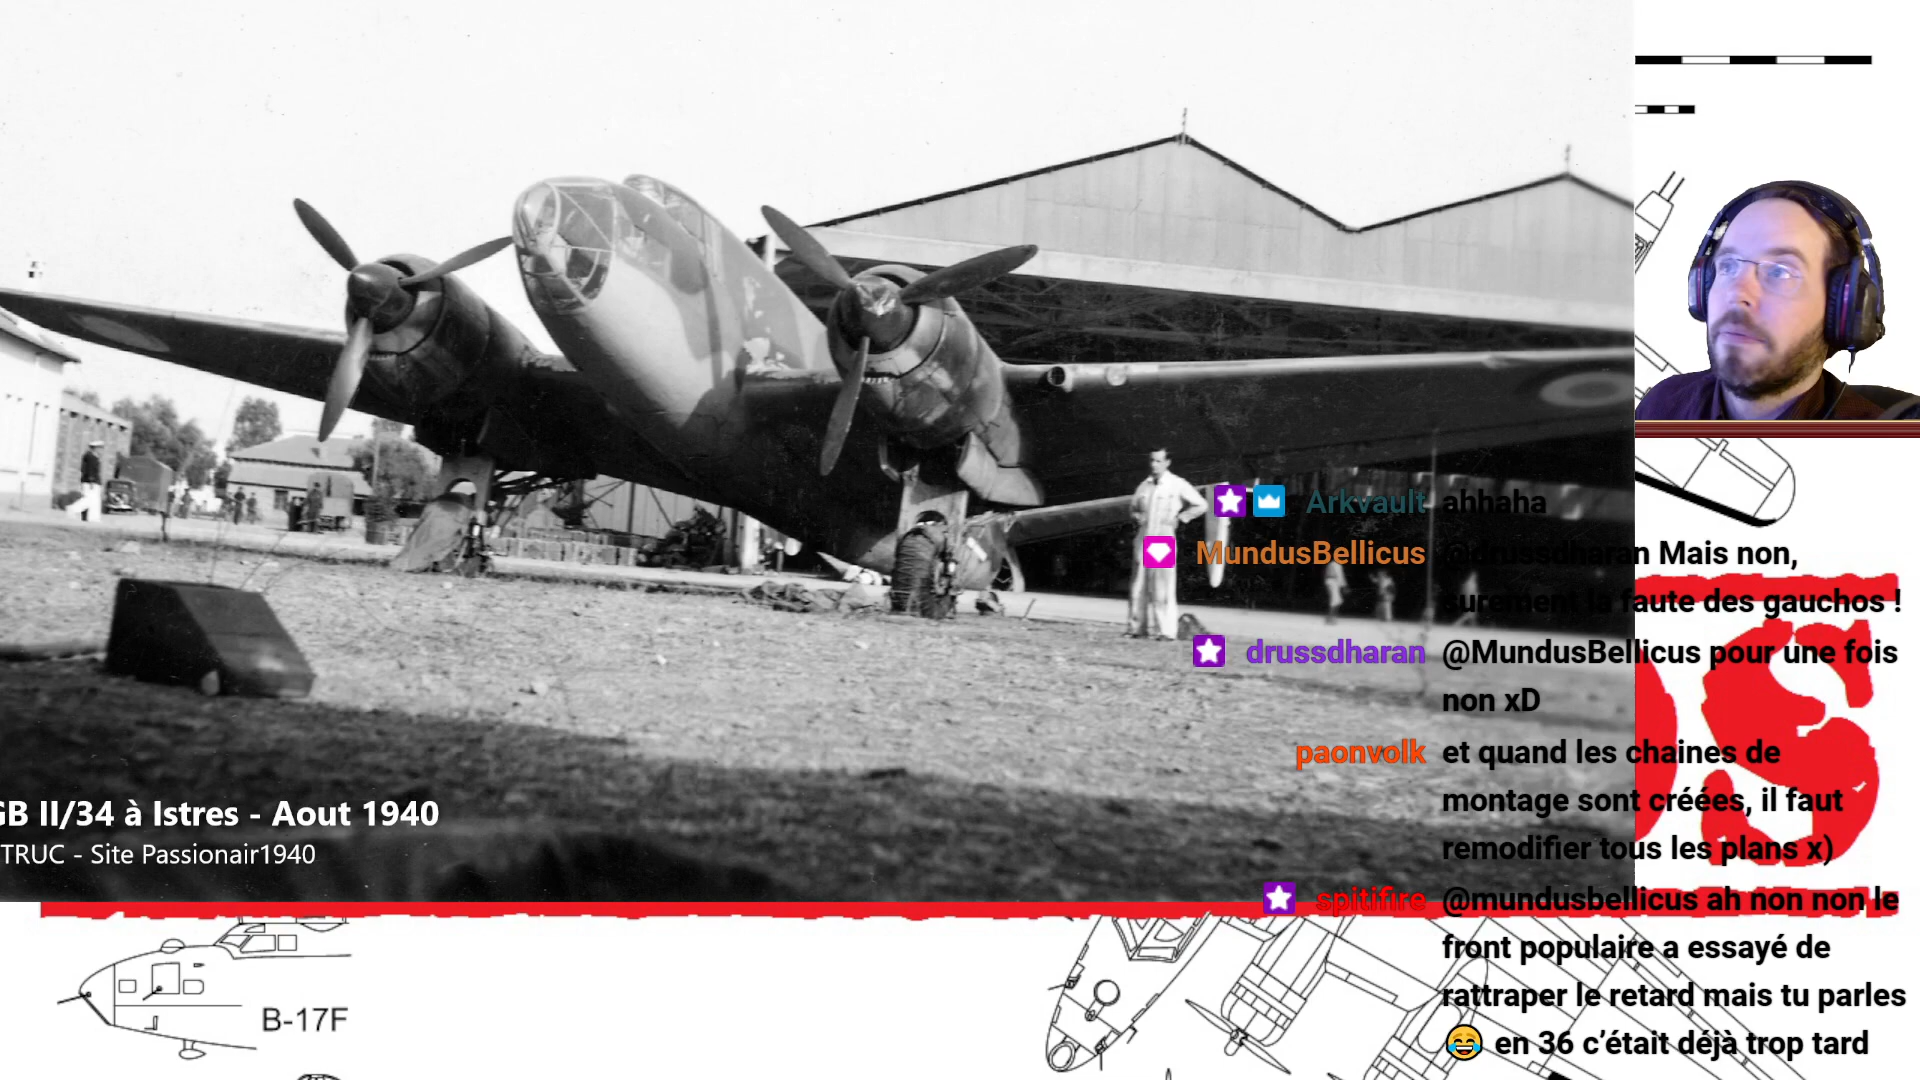 Arkvault ahhaha
MundusBellicus @drussdharan Mais non,
surement la faute des gauchos !
drussdharan @MundusBellicus pour une fois
non xD
paonvolk et quand les chaines de
montage sont créées, il faut
remodifier tous les plans x)
GB II/34 à Istres - Aout 1940
TRUC - Site Passionair1940
spitifire @mundusbellicus ah non non le
front populaire a essayé de
rattraper le retard mais tu parles
😂 en 36 c’était déjà trop tard
B-17F